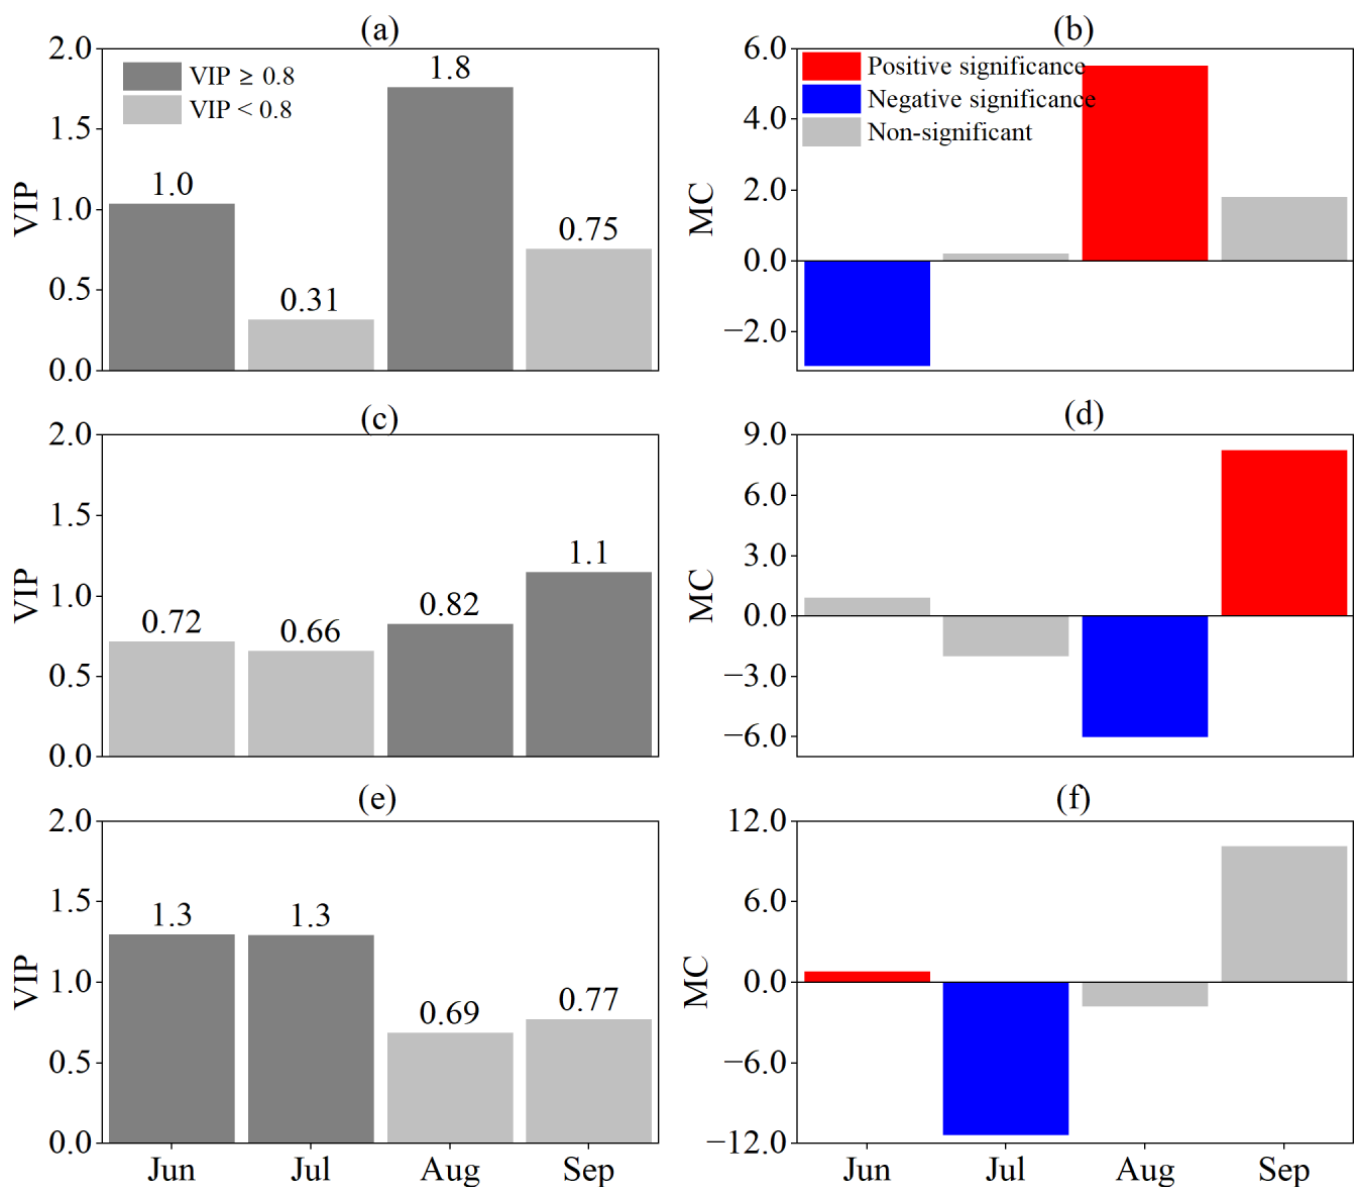 (a)
2.0
1.5
1.0
0.5
0.0
VIP
VIP ≥ 0.8
VIP < 0.8
1.0
0.31
1.8
0.75
(b)
6.0
4.0
2.0
0.0
−2.0
MC
Positive significance
Negative significance
Non-significant
(c)
2.0
1.5
1.0
0.5
0.0
VIP
0.72
0.66
0.82
1.1
(d)
9.0
6.0
3.0
0.0
−3.0
−6.0
MC
(e)
2.0
1.5
1.0
0.5
0.0
VIP
1.3
1.3
0.69
0.77
Jun Jul Aug Sep
(f)
12.0
6.0
0.0
−6.0
−12.0
MC
Jun Jul Aug Sep